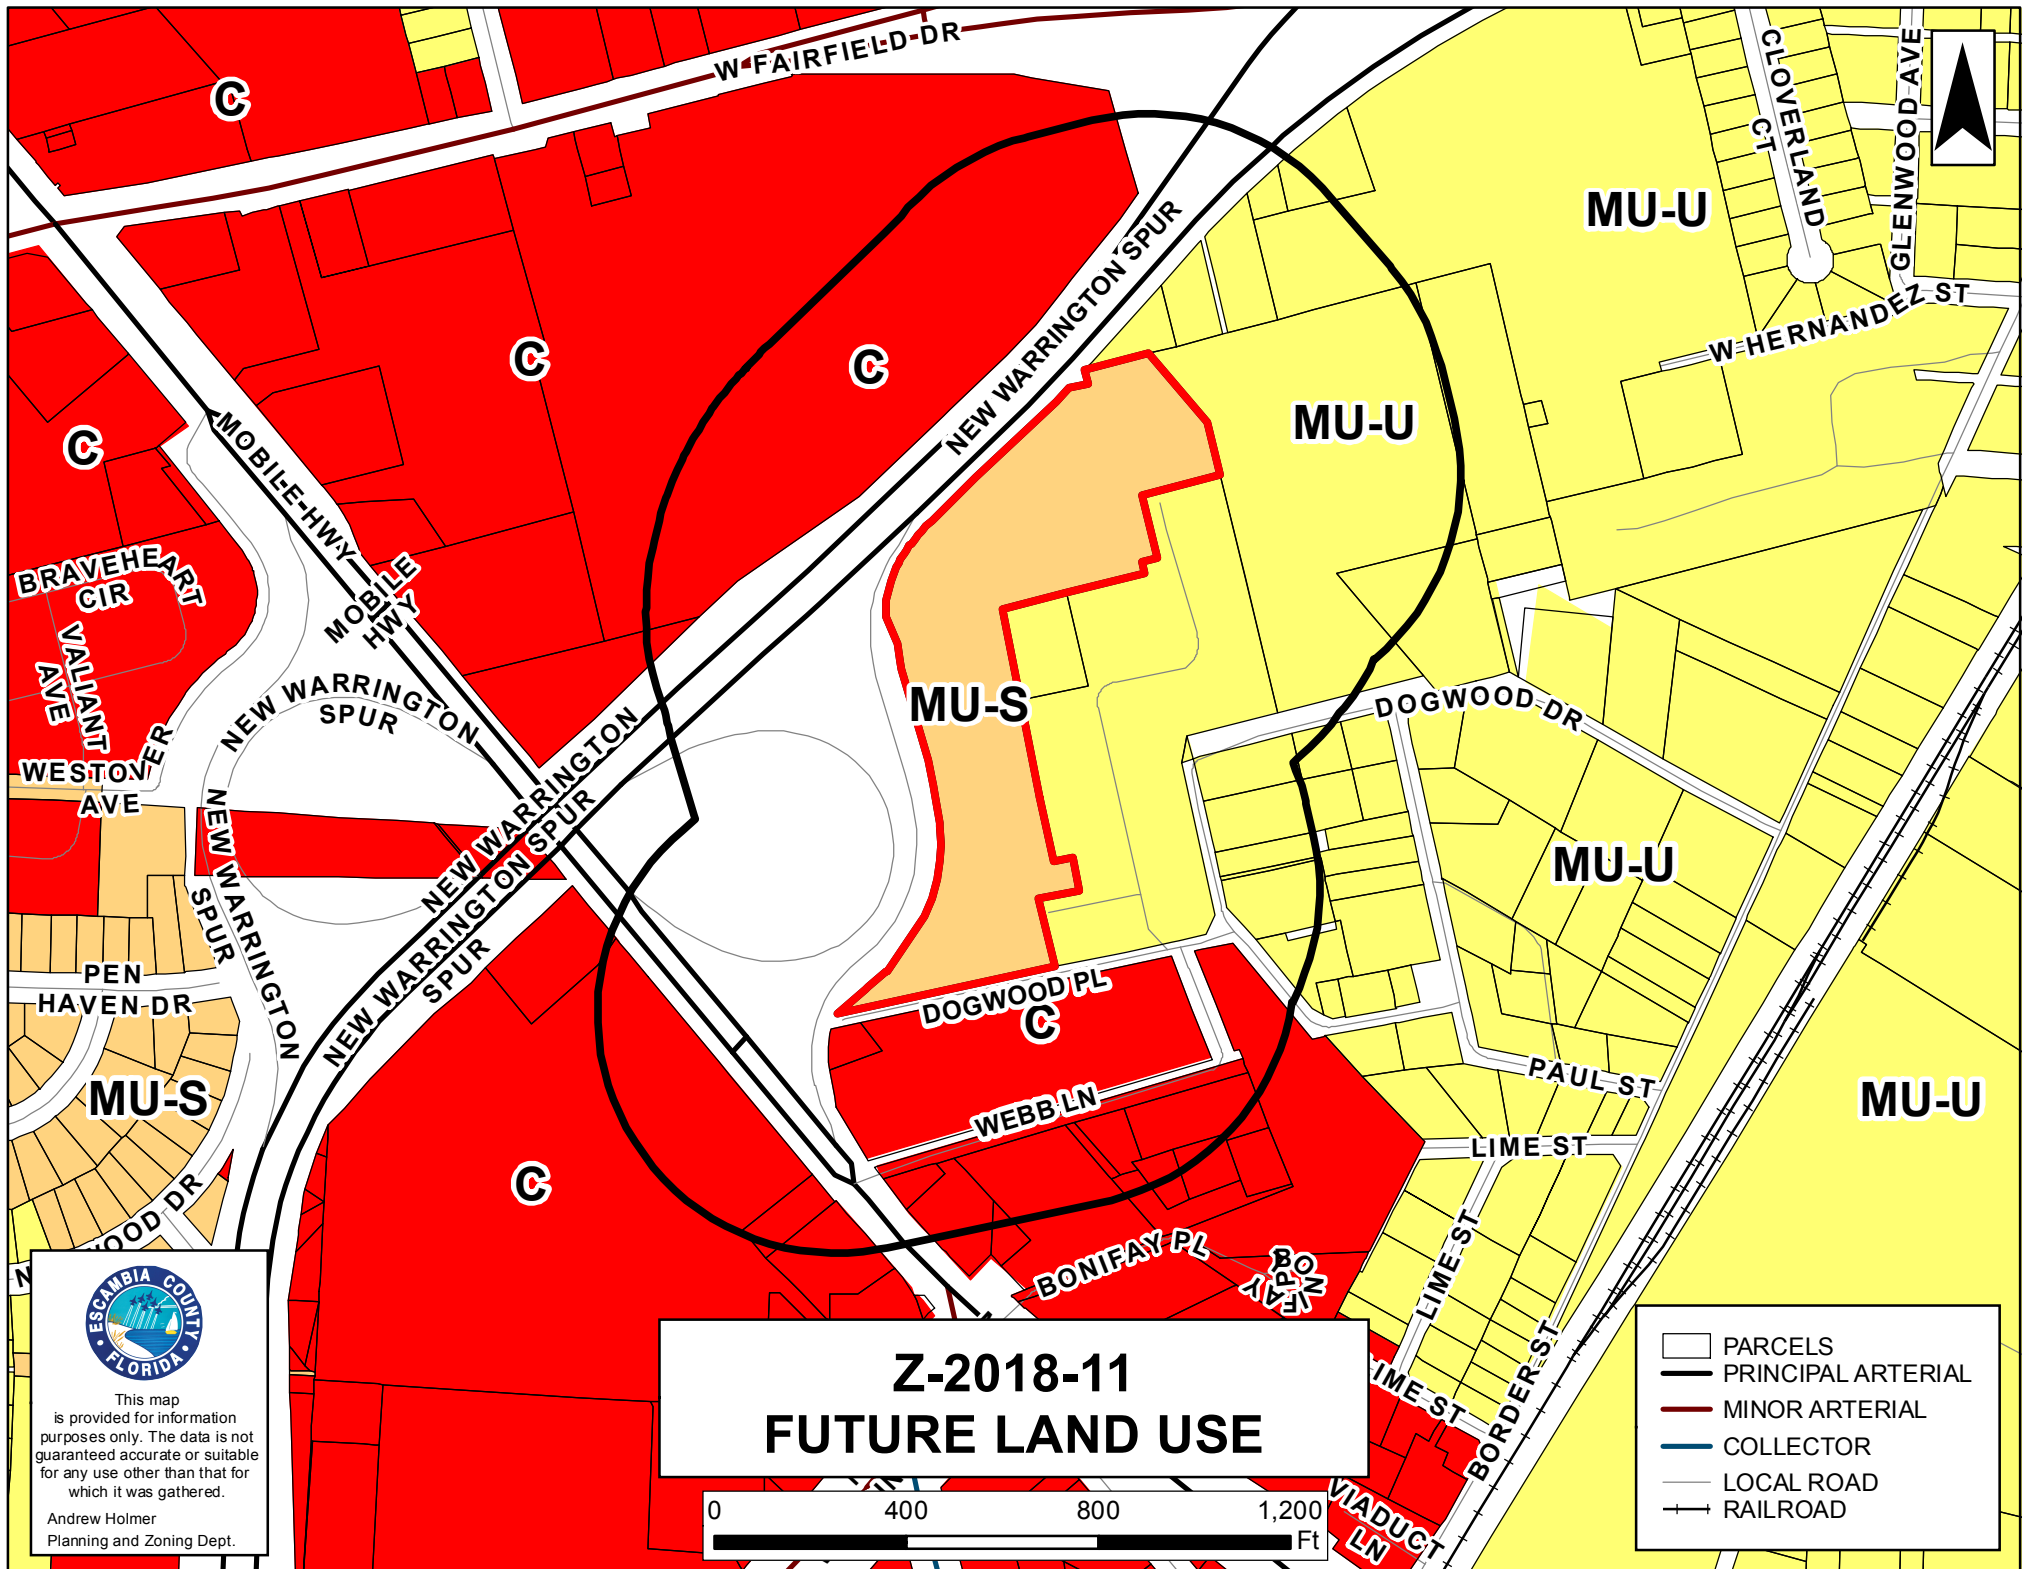 W FAIRFIELD DR
C
CLOVERLAND
CT
GLENWOOD AVE
MU-U
W HERNANDEZ ST
NEW WARRINGTON SPUR
C
C
C
MU-U
MOBILE HWY
MOBILE
HWY
BRAVEHEART
CIR
VALIANT
AVE
NEW WARRINGTON
SPUR
MU-S
DOGWOOD DR
WESTOVER
AVE
NEW WARRINGTON
SPUR
NEW WARRINGTON
NEW WARRINGTON SPUR
SPUR
MU-U
PEN
HAVEN DR
DOGWOOD PL
C
MU-S
WEBB LN
PAUL ST
MU-U
LIME ST
C
BONIFAY PL
BONIFAY
LIME ST
WOOD DR
N
ESCAMBIA COUNTY
FLORIDA
This map
is provided for information
purposes only. The data is not
guaranteed accurate or suitable
for any use other than that for
which it was gathered.
Andrew Holmer
Planning and Zoning Dept.
Z-2018-11
FUTURE LAND USE
0 400 800 1,200
Ft
IME ST
BORDER ST
VIADUCT
LN
PARCELS
PRINCIPAL ARTERIAL
MINOR ARTERIAL
COLLECTOR
LOCAL ROAD
RAILROAD